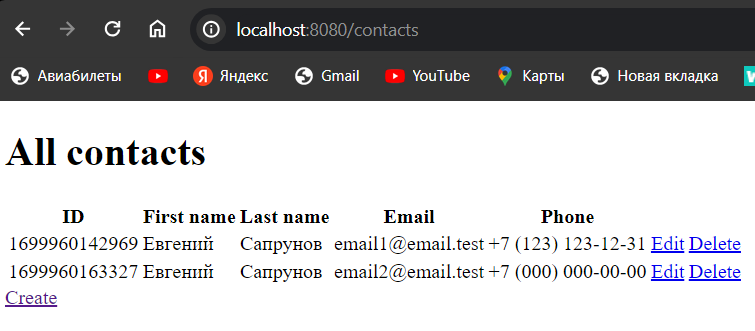 localhost:8080/contacts
Авиабилеты Яндекс Gmail YouTube Карты Новая вкладка
All contacts
ID First name Last name Email Phone
1699960142969 Евгений Сапрунов email1@email.test +7 (123) 123-12-31 Edit Delete
1699960163327 Евгений Сапрунов email2@email.test +7 (000) 000-00-00 Edit Delete
Create